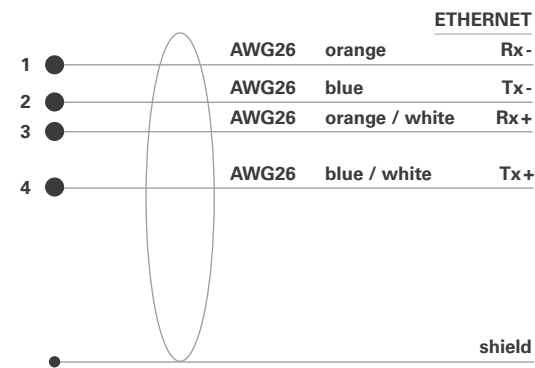 ETHERNET
1 AWG26 orange Rx-
2 AWG26 blue Tx-
3 AWG26 orange / white Rx+
4 AWG26 blue / white Tx+
shield